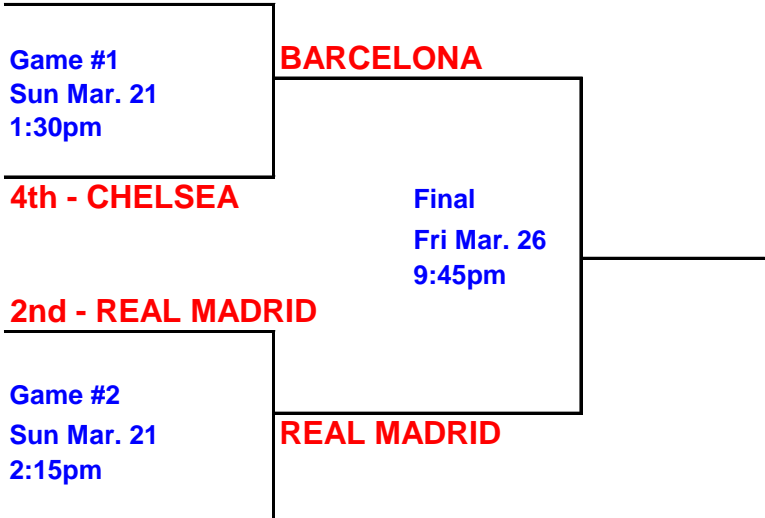 Game #1
Sun Mar. 21
1:30pm
BARCELONA
4th - CHELSEA
Final
Fri Mar. 26
9:45pm
2nd - REAL MADRID
Game #2
Sun Mar. 21
2:15pm
REAL MADRID